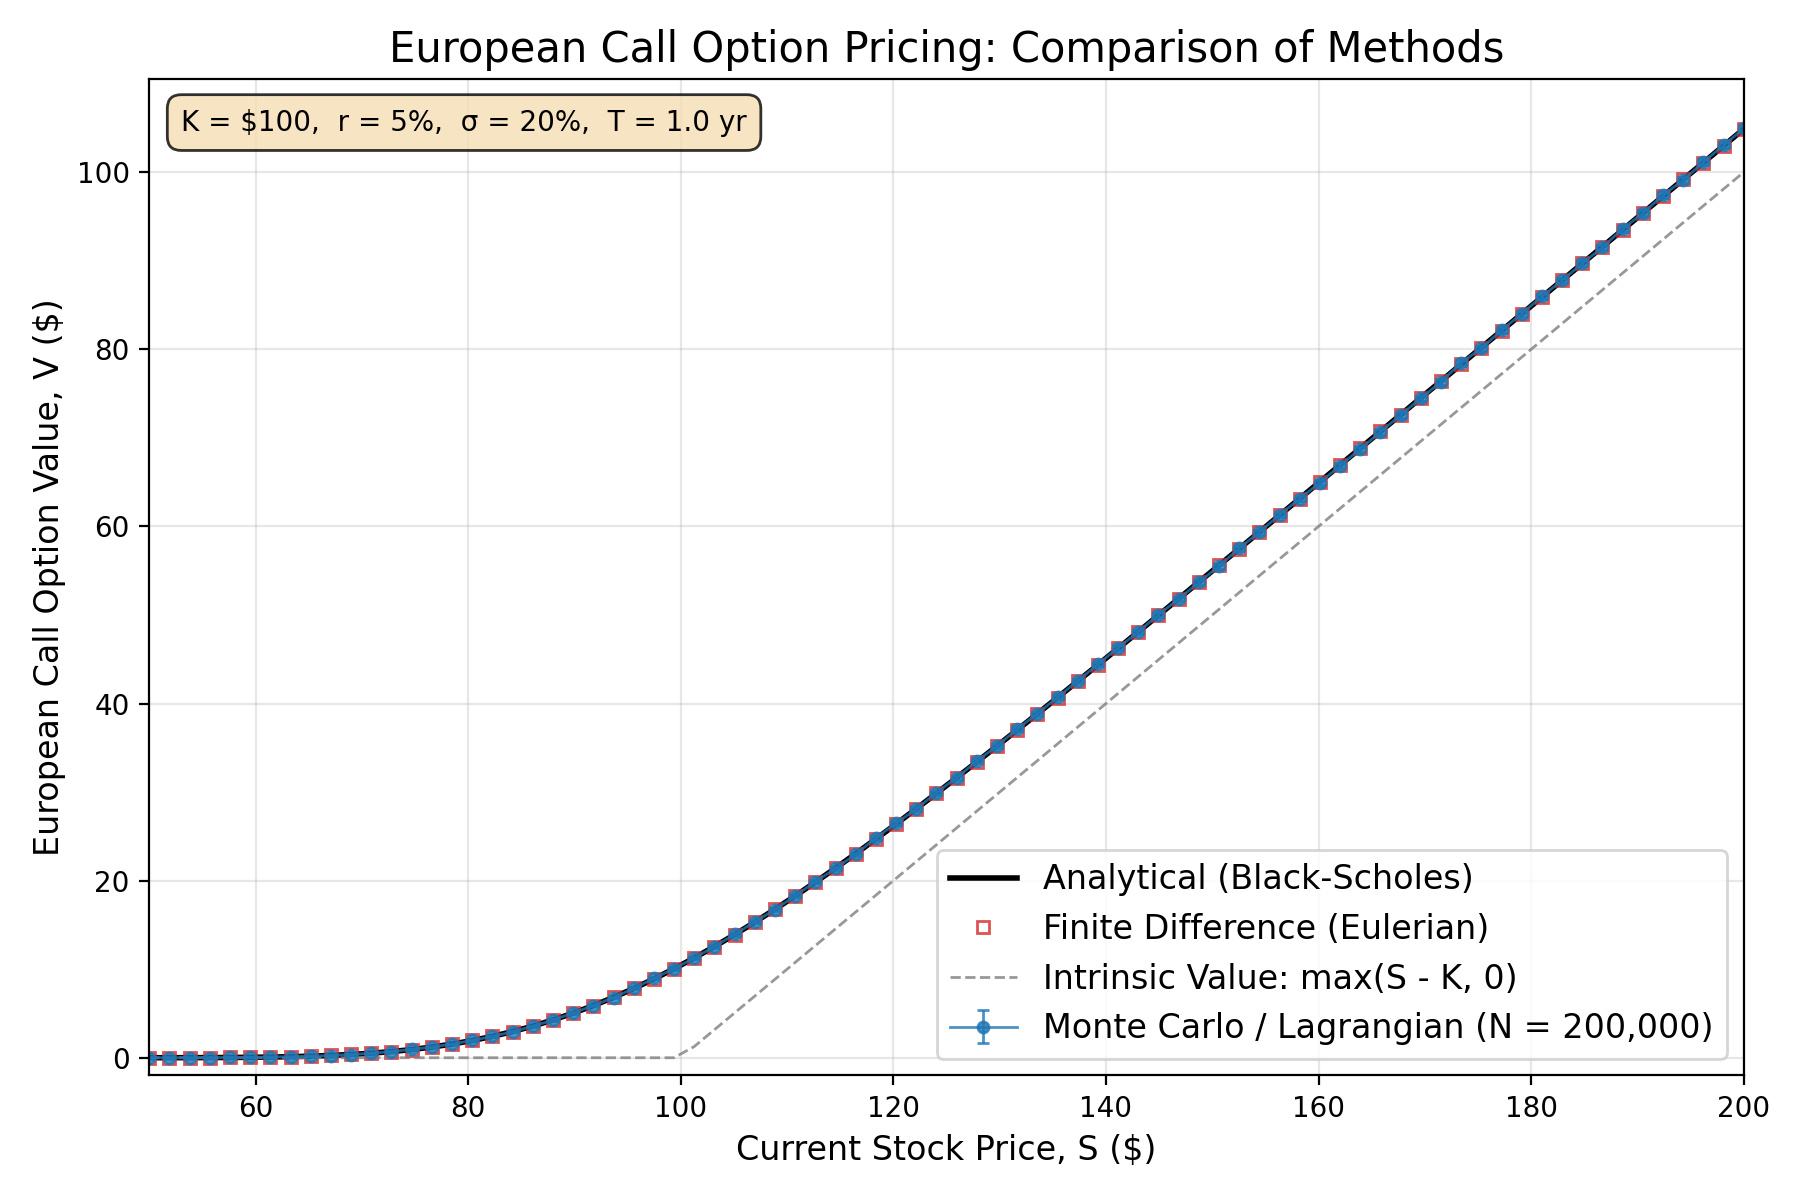 European Call Option Pricing: Comparison of Methods
K = $100, r = 5%, σ = 20%, T = 1.0 yr
European Call Option Value, V ($)
100
80
60
40
20
0
Analytical (Black-Scholes)
Finite Difference (Eulerian)
Intrinsic Value: max(S - K, 0)
Monte Carlo / Lagrangian (N = 200,000)
60 80 100 120 140 160 180 200
Current Stock Price, S ($)